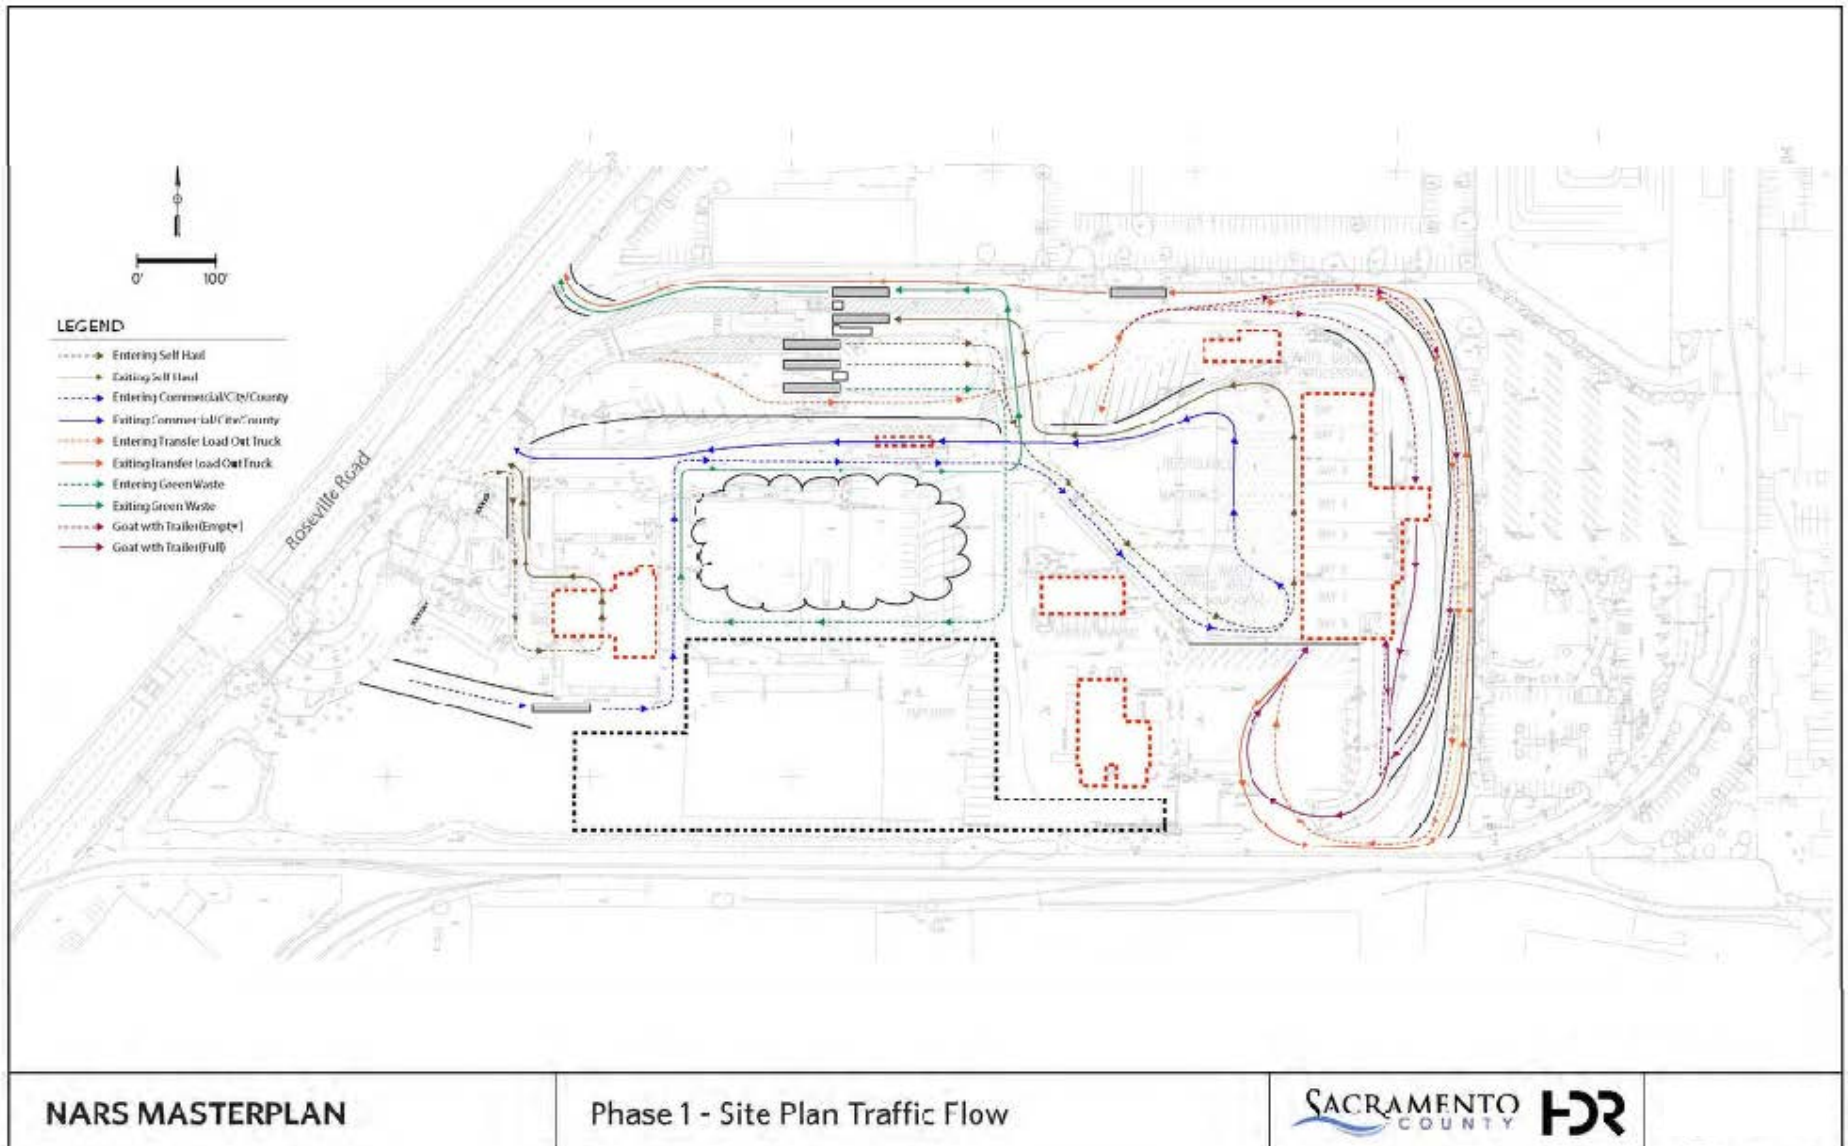 0' 100'
LEGEND
Entering Self Haul
Exiting Self Haul
Entering Commercial/City/County
Exiting Commercial/City/County
Entering Transfer Load Out Truck
Exiting Transfer Load Out Truck
Entering Green Waste
Exiting Green Waste
Goat with Trailer (Empty)
Goat with Trailer (Full)
Roseville Road
NARS MASTERPLAN
Phase 1 - Site Plan Traffic Flow
SACRAMENTO
COUNTY
HDR